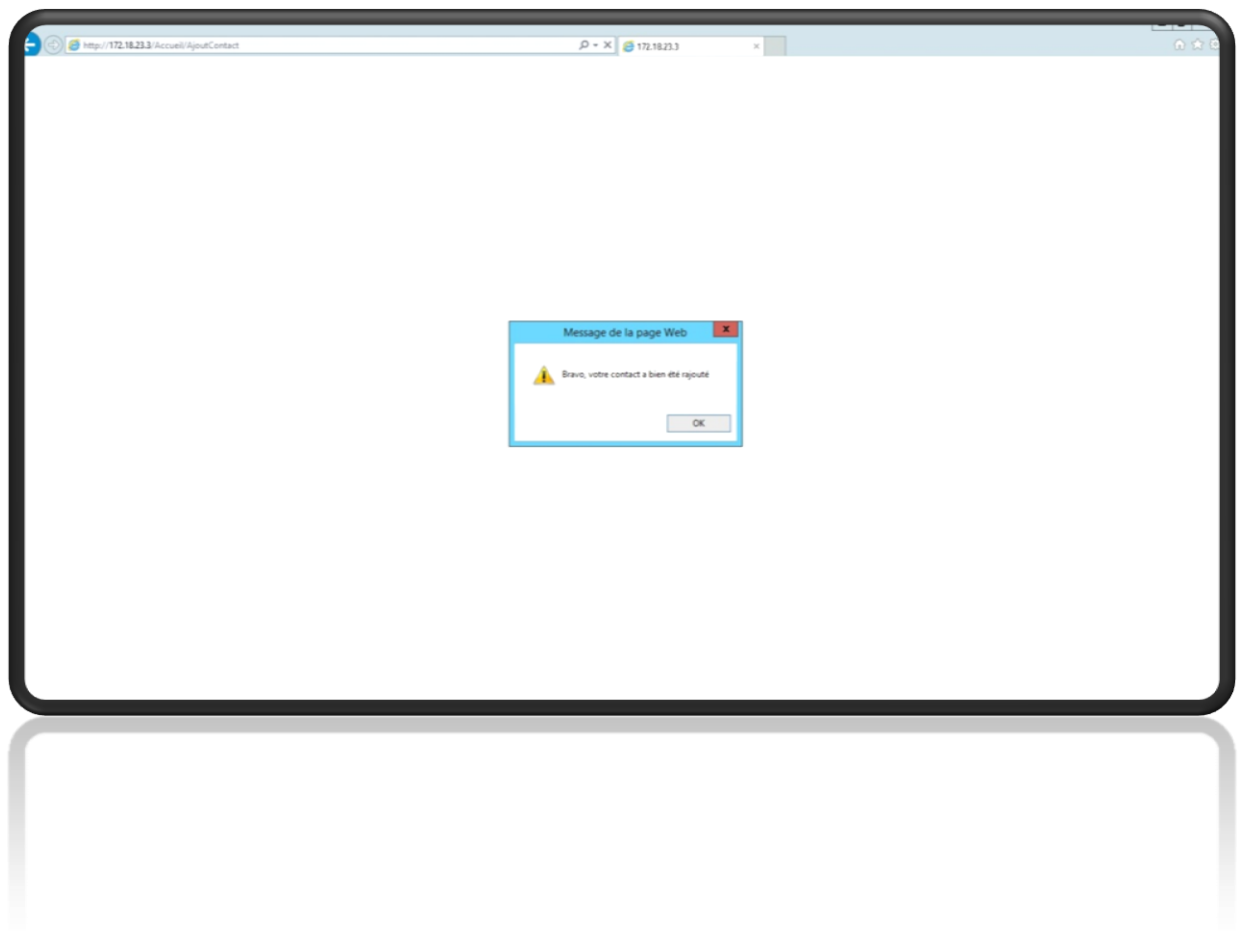 http://172.18.23.3/Accueil/AjoutContact
172.18.23.3
Message de la page Web
Bravo, votre contact a bien été rajouté
OK